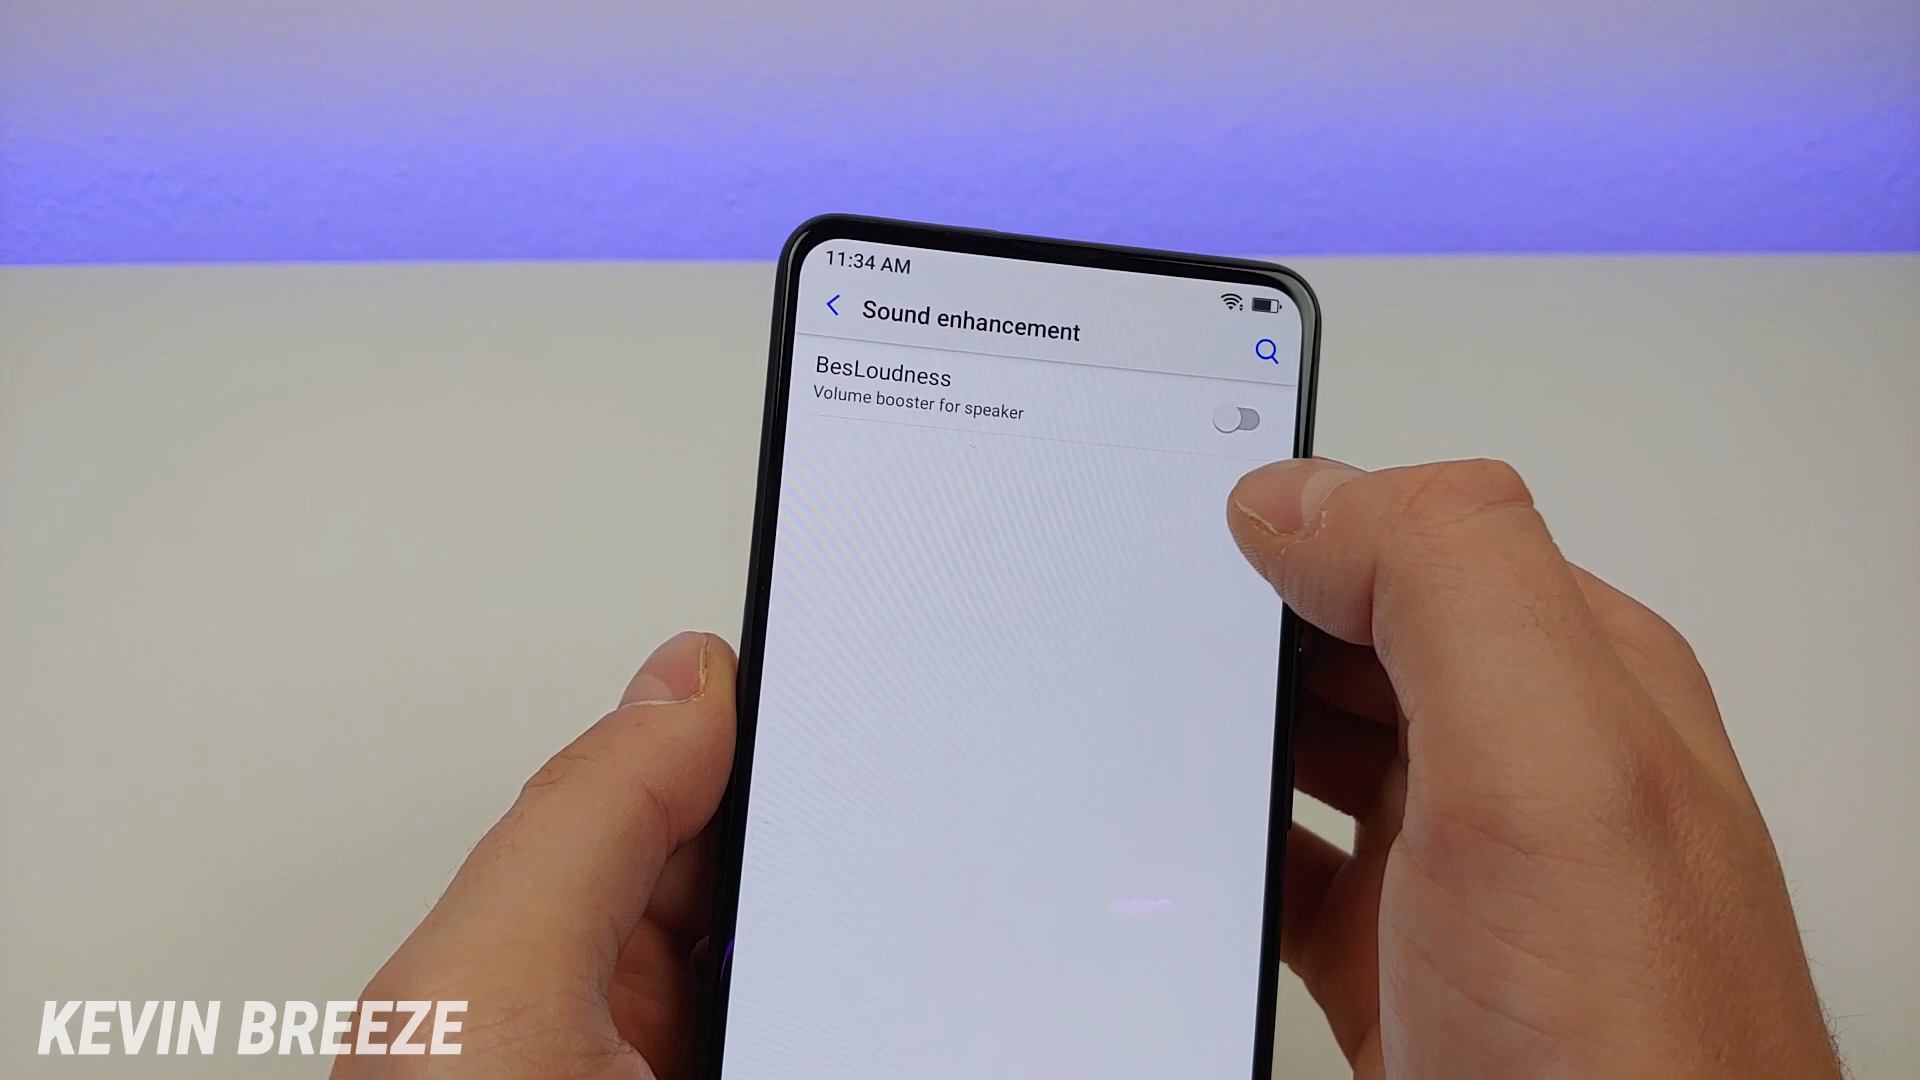 11:34 AM
Sound enhancement
BesLoudness
Volume booster for speaker
KEVIN BREEZE